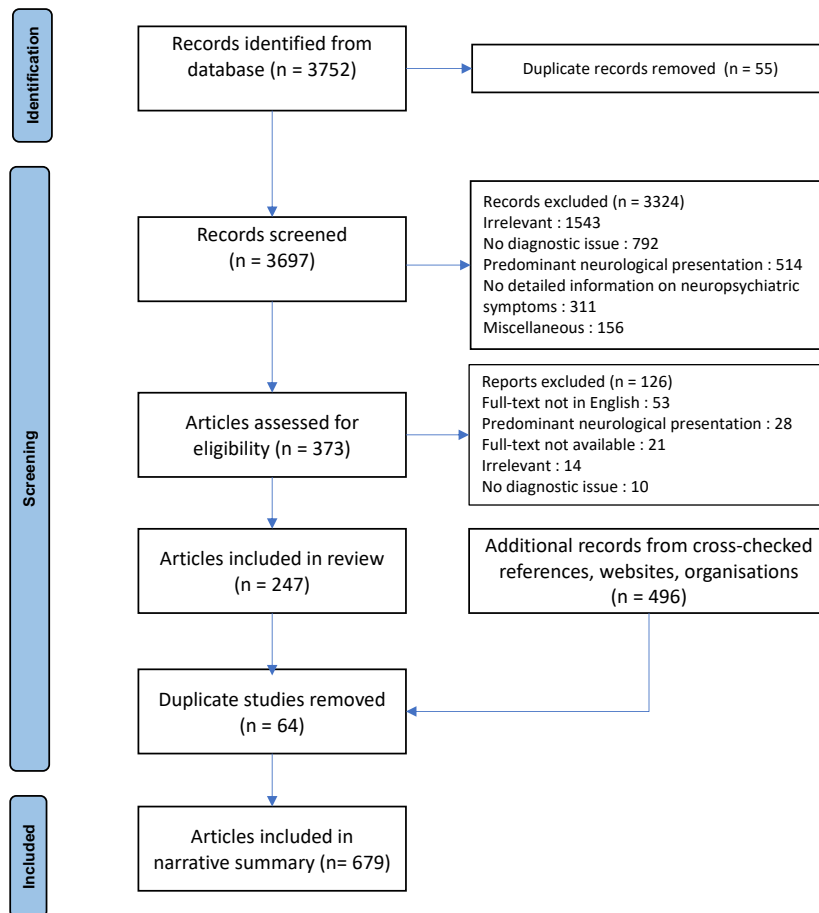 Identification
Records identified from
database (n = 3752)
Duplicate records removed (n = 55)
Screening
Records screened
(n = 3697)
Records excluded (n = 3324)
Irrelevant : 1543
No diagnostic issue : 792
Predominant neurological presentation : 514
No detailed information on neuropsychiatric
symptoms : 311
Miscellaneous : 156
Articles assessed for
eligibility (n = 373)
Reports excluded (n = 126)
Full-text not in English : 53
Predominant neurological presentation : 28
Full-text not available : 21
Irrelevant : 14
No diagnostic issue : 10
Articles included in review
(n = 247)
Additional records from cross-checked
references, websites, organisations
(n = 496)
Duplicate studies removed
(n = 64)
Included
Articles included in
narrative summary (n= 679)